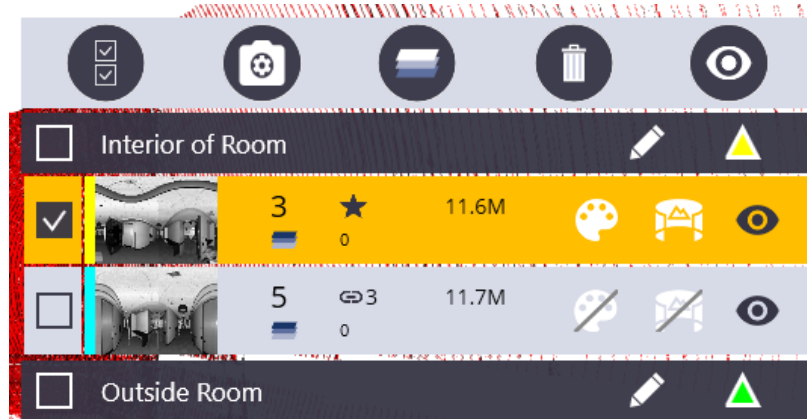 Interior of Room
3 11.6M
0
5 3 11.7M
0
Outside Room